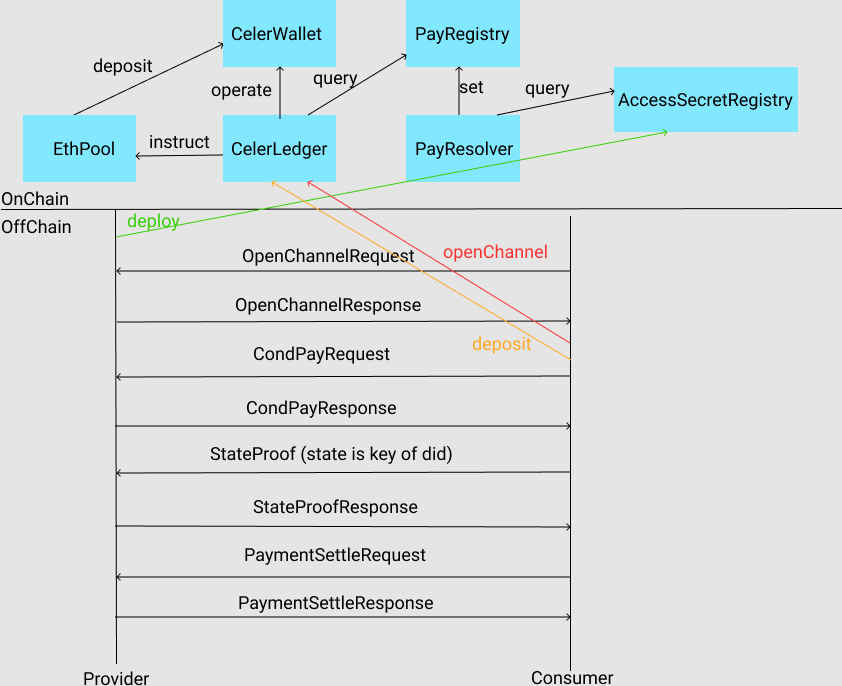 CelerWallet
PayRegistry
deposit
operate
query
set
query
AccessSecretRegistry
EthPool
instruct
CelerLedger
PayResolver
OnChain
OffChain
deploy
openChannel
OpenChannelRequest
OpenChannelResponse
deposit
CondPayRequest
CondPayResponse
StateProof (state is key of did)
StateProofResponse
PaymentSettleRequest
PaymentSettleResponse
Provider
Consumer